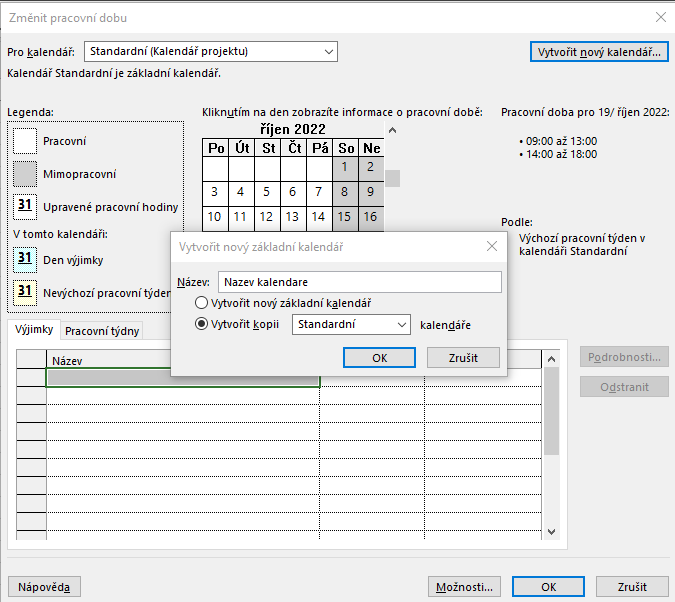 Změnit pracovní dobu
Pro kalendář: Standardní (Kalendář projektu) Vytvořit nový kalendář...
Kalendář Standardní je základní kalendář.
Legenda:
Pracovní
Mimopracovní
31 Upravené pracovní hodiny
V tomto kalendáři:
31 Den výjimky
31 Nevýchozí pracovní týden
Kliknutím na den zobrazíte informace o pracovní době:
říjen 2022
Po Út St Čt Pá So Ne
1 2
3 4 5 6 7 8 9
10 11 12 13 14 15 16
Pracovní doba pro 19/ říjen 2022:
• 09:00 až 13:00
• 14:00 až 18:00
Podle:
Výchozí pracovní týden v
kalendáři Standardní
Vytvořit nový základní kalendář
Název: Nazev kalendare
Vytvořit nový základní kalendář
Vytvořit kopii Standardní kalendáře
OK Zrušit
Výjimky Pracovní týdny
Název
Podrobnosti...
Odstranit
Nápověda Možnosti... OK Zrušit